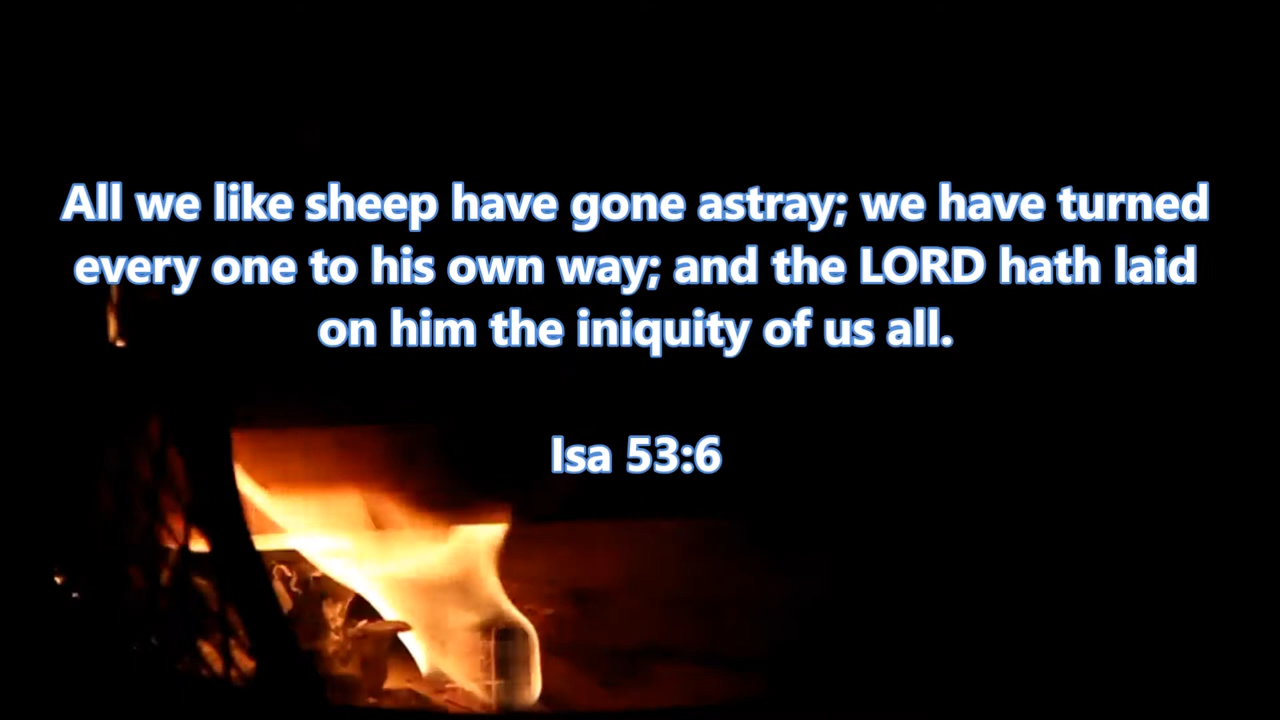 All we like sheep have gone astray; we have turned
every one to his own way; and the LORD hath laid
on him the iniquity of us all.
Isa 53:6